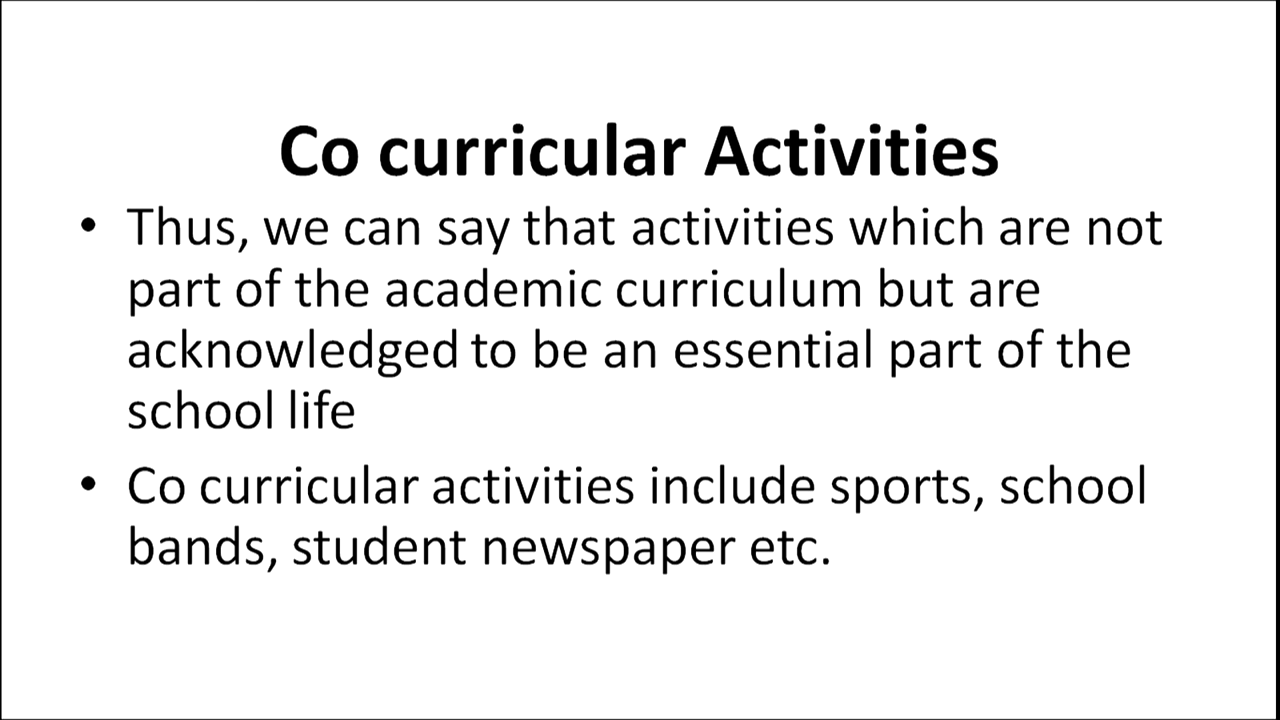 Co curricular Activities
• Thus, we can say that activities which are not
part of the academic curriculum but are
acknowledged to be an essential part of the
school life
• Co curricular activities include sports, school
bands, student newspaper etc.